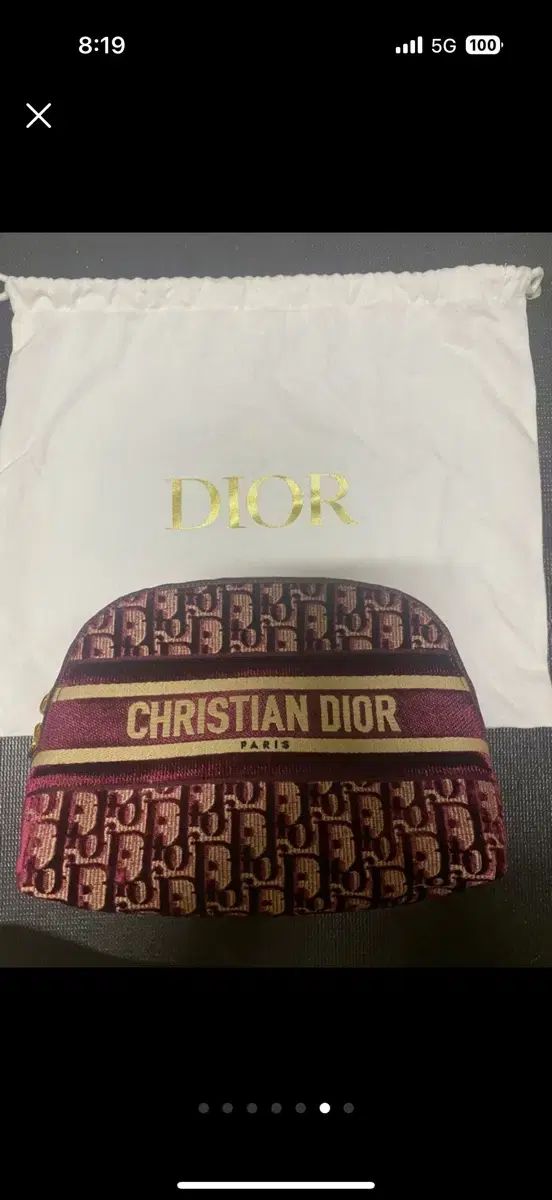 8:19
5G 100
DIOR
CHRISTIAN DIOR
PARIS